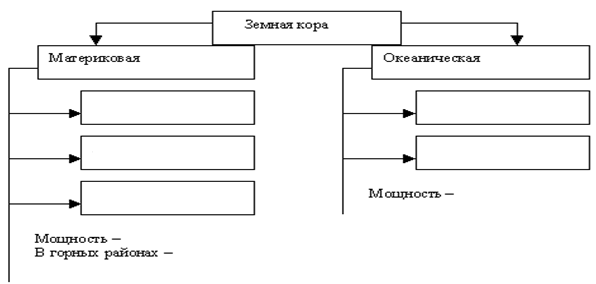 Земная кора
Материковая
Океаническая
Мощность –
Мощность –
В горных районах –